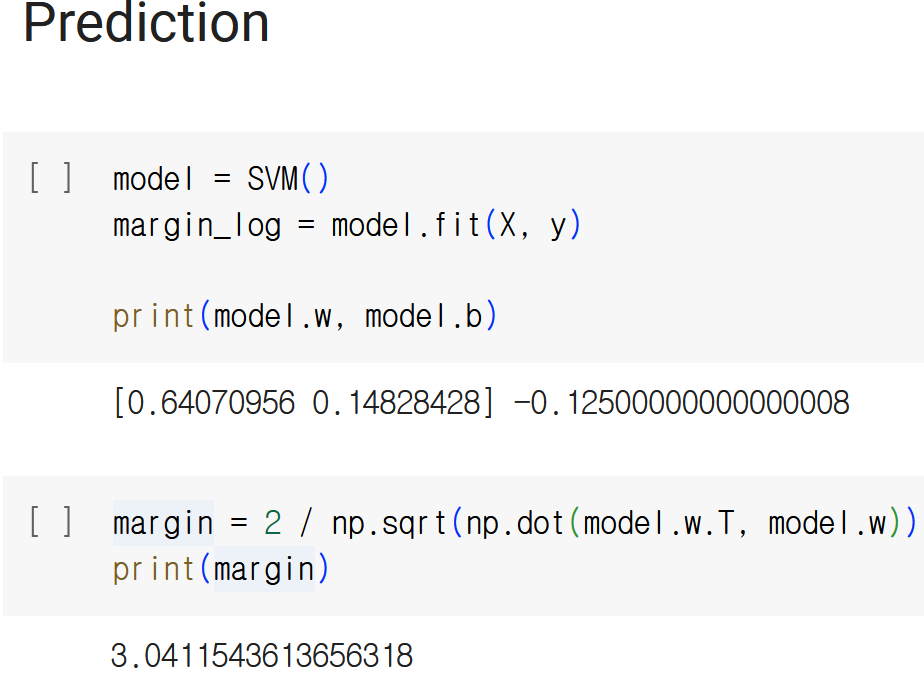 Prediction
[ ] model = SVM()
margin_log = model.fit(X, y)
print(model.w, model.b)
[0.64070956 0.14828428] -0.12500000000000008
[ ] margin = 2 / np.sqrt(np.dot(model.w.T, model.w))
print(margin)
3.0411543613656318